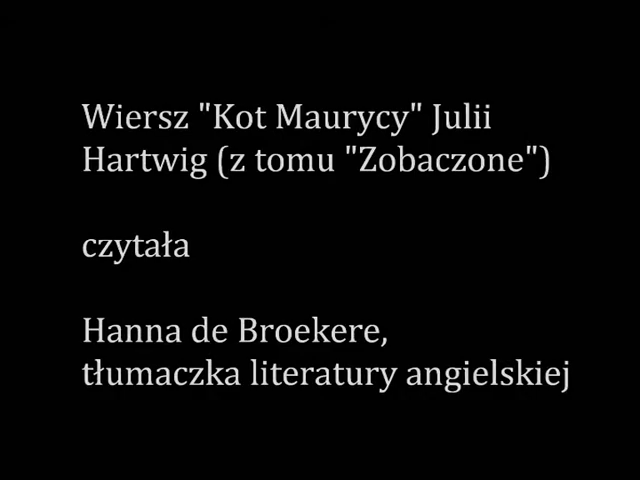 Wiersz "Kot Maurycy" Julii
Hartwig (z tomu "Zobaczone")
czytała
Hanna de Broekere,
tłumaczka literatury angielskiej